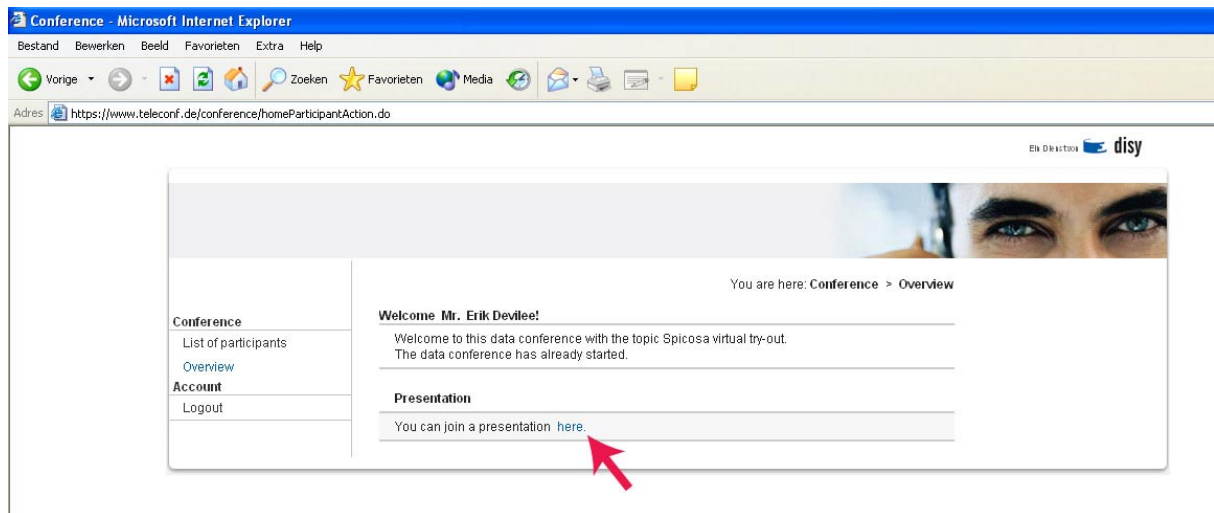 Conference - Microsoft Internet Explorer
Bestand Bewerken Beeld Favorieten Extra Help
Vorige Zoeken Favorieten Media
Adres https://www.teleconf.de/conference/homeParticipantAction.do
disy
You are here: Conference > Overview
Conference
List of participants
Overview
Account
Logout
Welcome Mr. Erik Devilee!
Welcome to this data conference with the topic Spicosa virtual try-out.
The data conference has already started.
Presentation
You can join a presentation here.